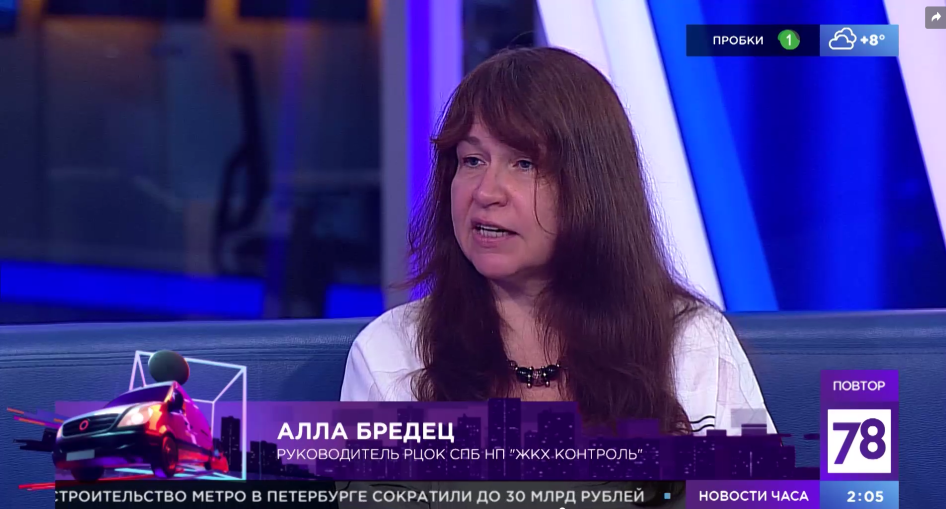 ПРОБКИ 1 +8°
АЛЛА БРЕДЕЦ
РУКОВОДИТЕЛЬ РЦОК СПБ НП "ЖКХ КОНТРОЛЬ"
ПОВТОР
78
СТРОИТЕЛЬСТВО МЕТРО В ПЕТЕРБУРГЕ СОКРАТИЛИ ДО 30 МЛРД РУБЛЕЙ
НОВОСТИ ЧАСА 2:05